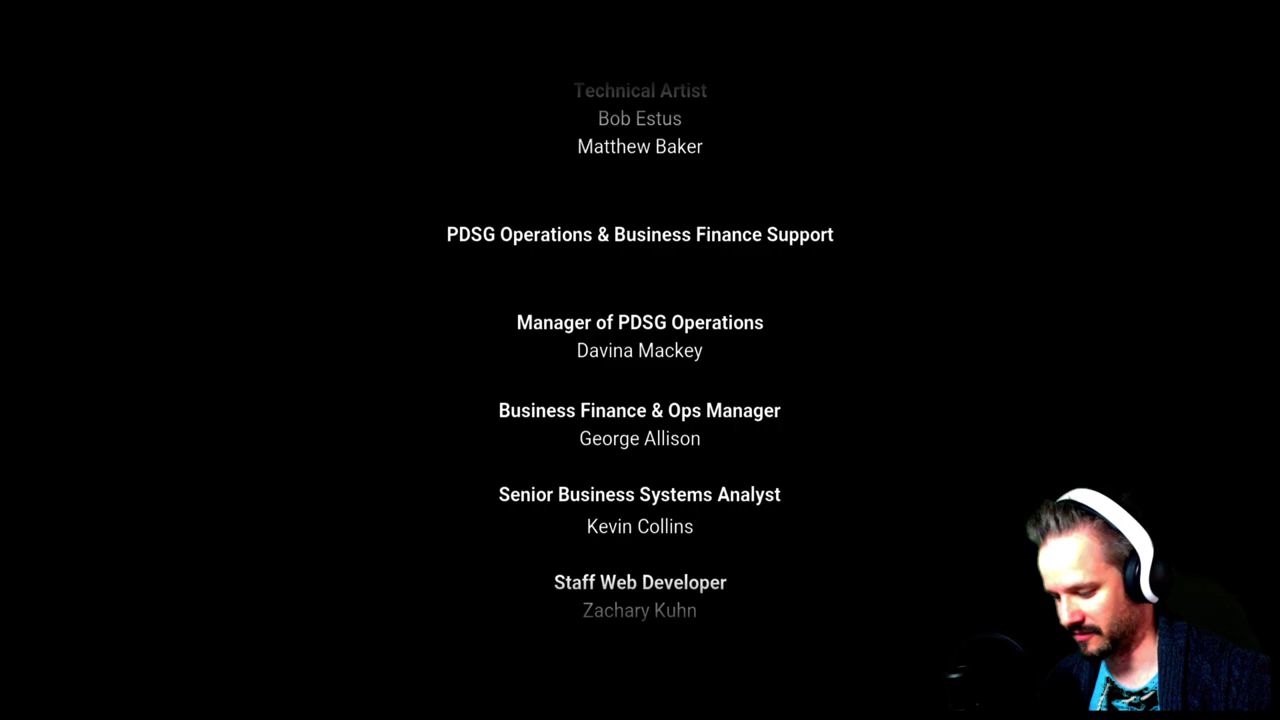 Technical Artist
Bob Estus
Matthew Baker
PDSG Operations & Business Finance Support
Manager of PDSG Operations
Davina Mackey
Business Finance & Ops Manager
George Allison
Senior Business Systems Analyst
Kevin Collins
Staff Web Developer
Zachary Kuhn